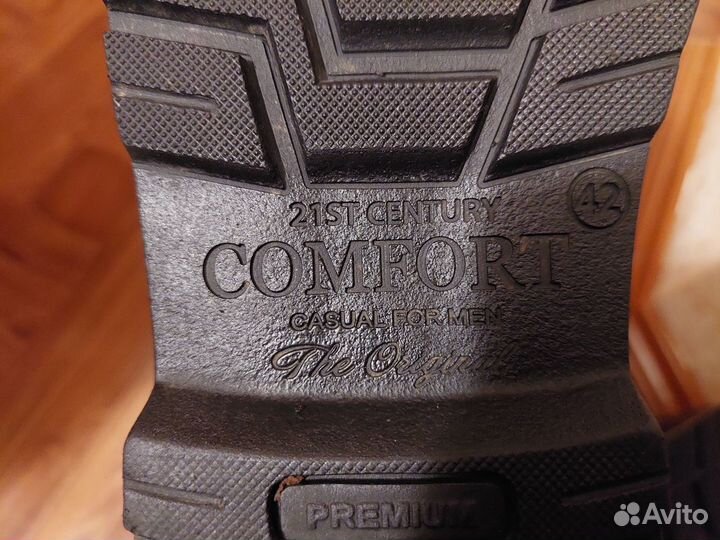 21ST CENTURY
42
COMFORT
CASUAL FOR MEN
The Original
PREMIUM
Avito